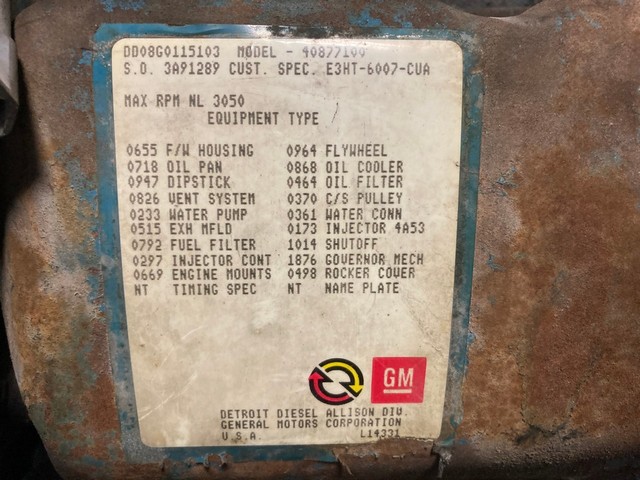 DD08G0115103 MODEL - 40877100
S.O. 3A91289 CUST. SPEC. E3HT-6007-CUA
MAX RPM NL 3050
EQUIPMENT TYPE
0655 F/W HOUSING 0964 FLYWHEEL
0718 OIL PAN 0868 OIL COOLER
0947 DIPSTICK 0464 OIL FILTER
0826 VENT SYSTEM 0370 C/S PULLEY
0233 WATER PUMP 0361 WATER CONN
0515 EXH MFLD 0173 INJECTOR 4A53
0792 FUEL FILTER 1014 SHUTOFF
0297 INJECTOR CONT 1876 GOVERNOR MECH
0669 ENGINE MOUNTS 0498 ROCKER COVER
NT TIMING SPEC NT NAME PLATE
GM
DETROIT DIESEL ALLISON DIV.
GENERAL MOTORS CORPORATION
U.S.A. L14331